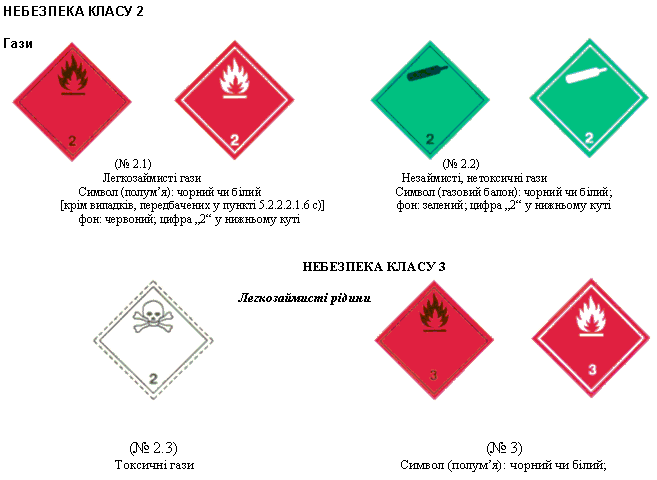 НЕБЕЗПЕКА КЛАСУ 2
Гази
2
2
2
2
(№ 2.1)
Легкозаймисті гази
Символ (полум’я): чорний чи білий
[крім випадків, передбачених у пункті 5.2.2.2.1.6 c)]
фон: червоний; цифра „2“ у нижньому куті
(№ 2.2)
Незаймисті, нетоксичні гази
Символ (газовий балон): чорний чи білий;
фон: зелений; цифра „2“ у нижньому куті
НЕБЕЗПЕКА КЛАСУ 3
Легкозаймисті рідини
2
3
3
(№ 2.3)
Токсичні гази
(№ 3)
Символ (полум’я): чорний чи білий;